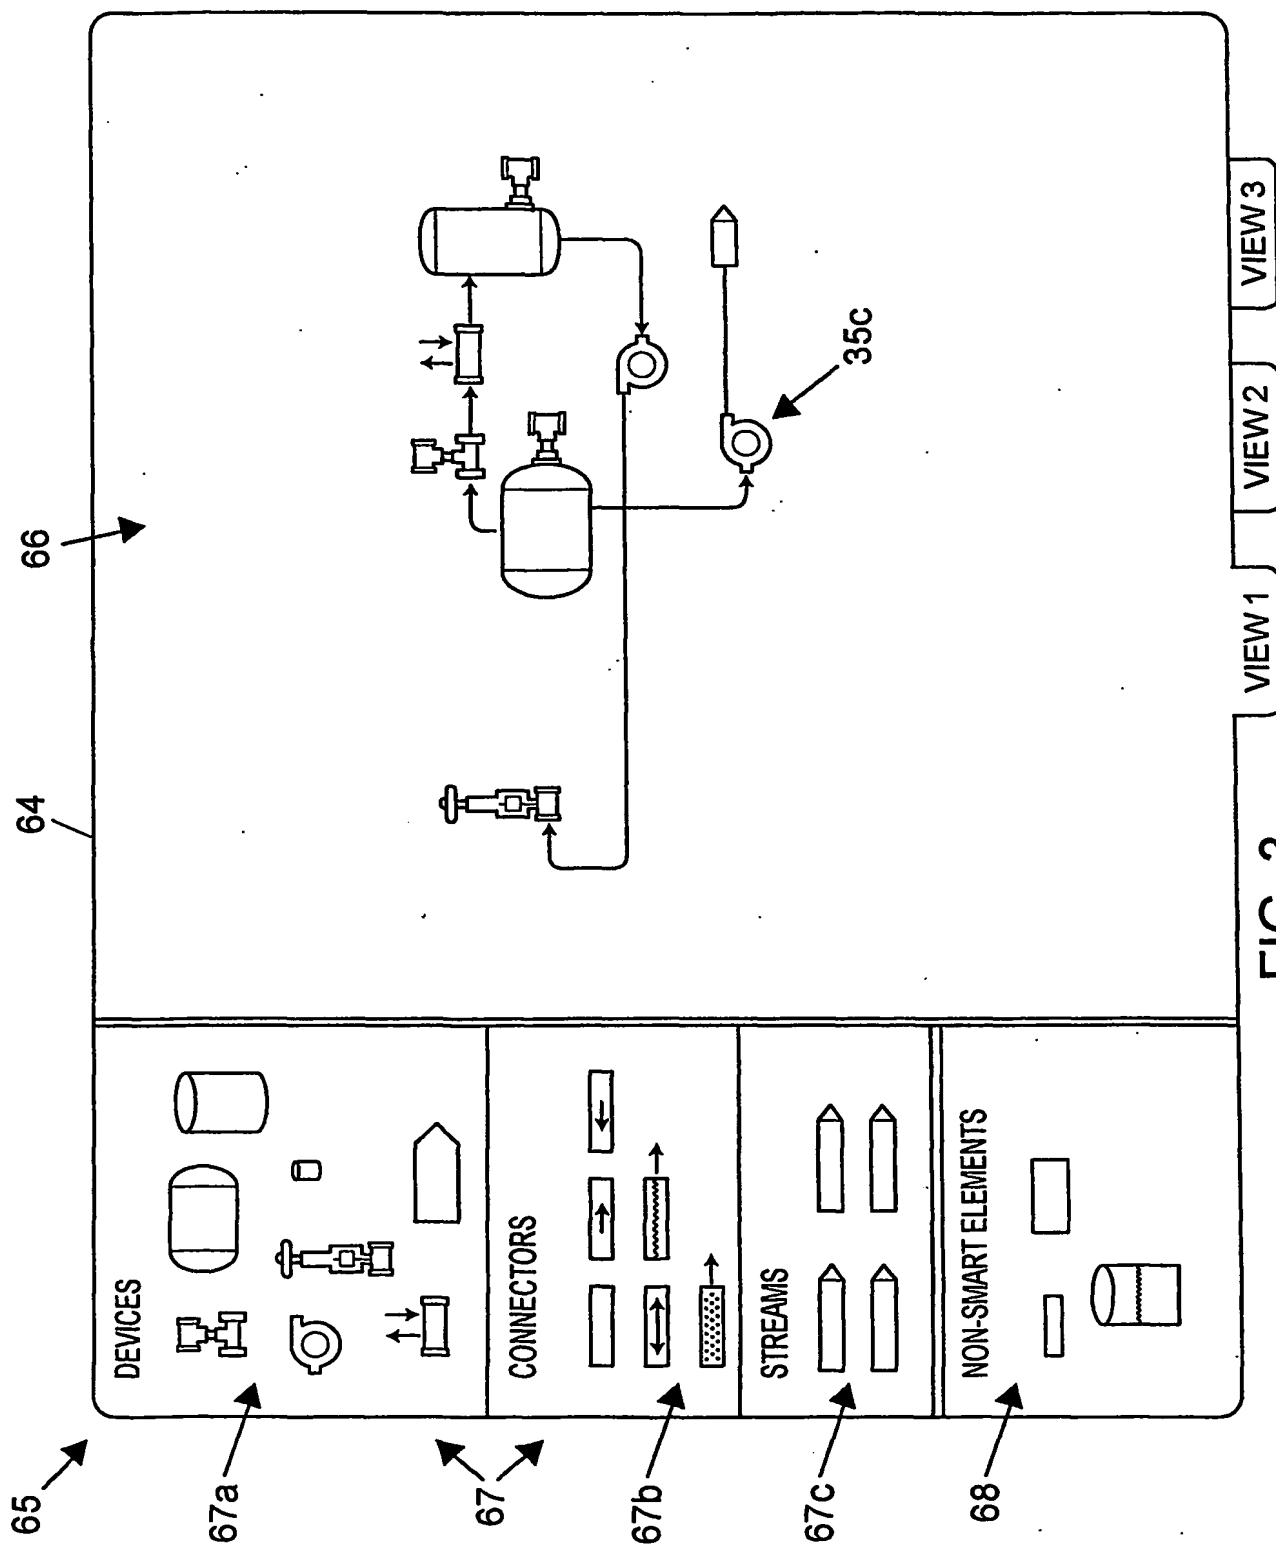 65
64
66
67a
DEVICES
67
CONNECTORS
67b
STREAMS
67c
NON-SMART ELEMENTS
68
35c
VIEW 1
VIEW 2
VIEW 3